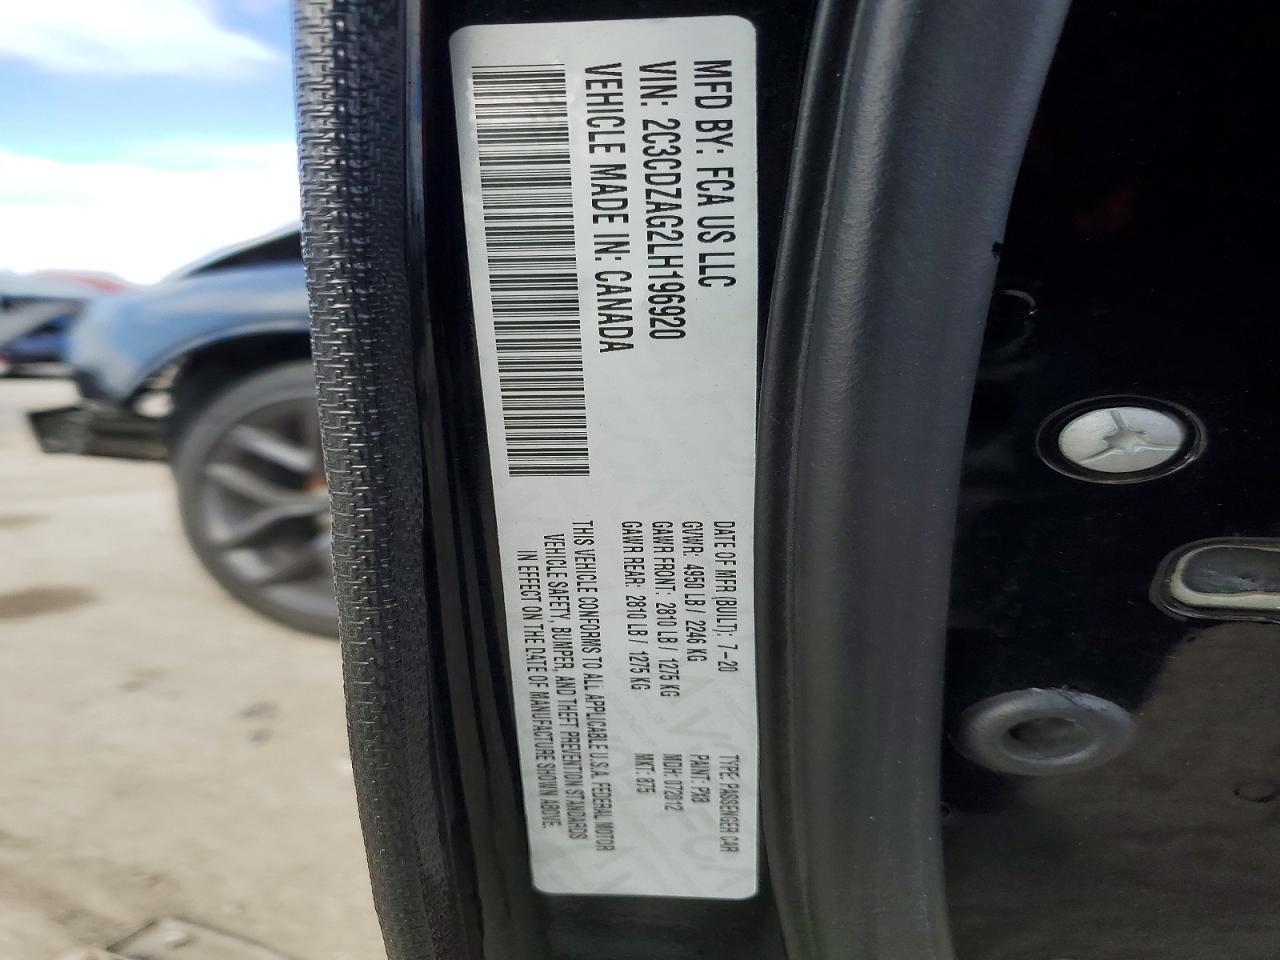 MFD BY: FCA US LLC
VIN: 2C3CDZAG2LH196920
VEHICLE MADE IN: CANADA
DATE OF MFR (BUILT): 7-20
TYPE: PASSENGER CAR
GVWR: 4950 LB / 2246 KG
PAINT: PX8
GAWR FRONT: 2810 LB / 1275 KG
MDH: 072012
GAWR REAR: 2810 LB / 1275 KG
MKT: 875
THIS VEHICLE CONFORMS TO ALL APPLICABLE U.S.A. FEDERAL MOTOR
VEHICLE SAFETY, BUMPER, AND THEFT PREVENTION STANDARDS
IN EFFECT ON THE DATE OF MANUFACTURE SHOWN ABOVE.